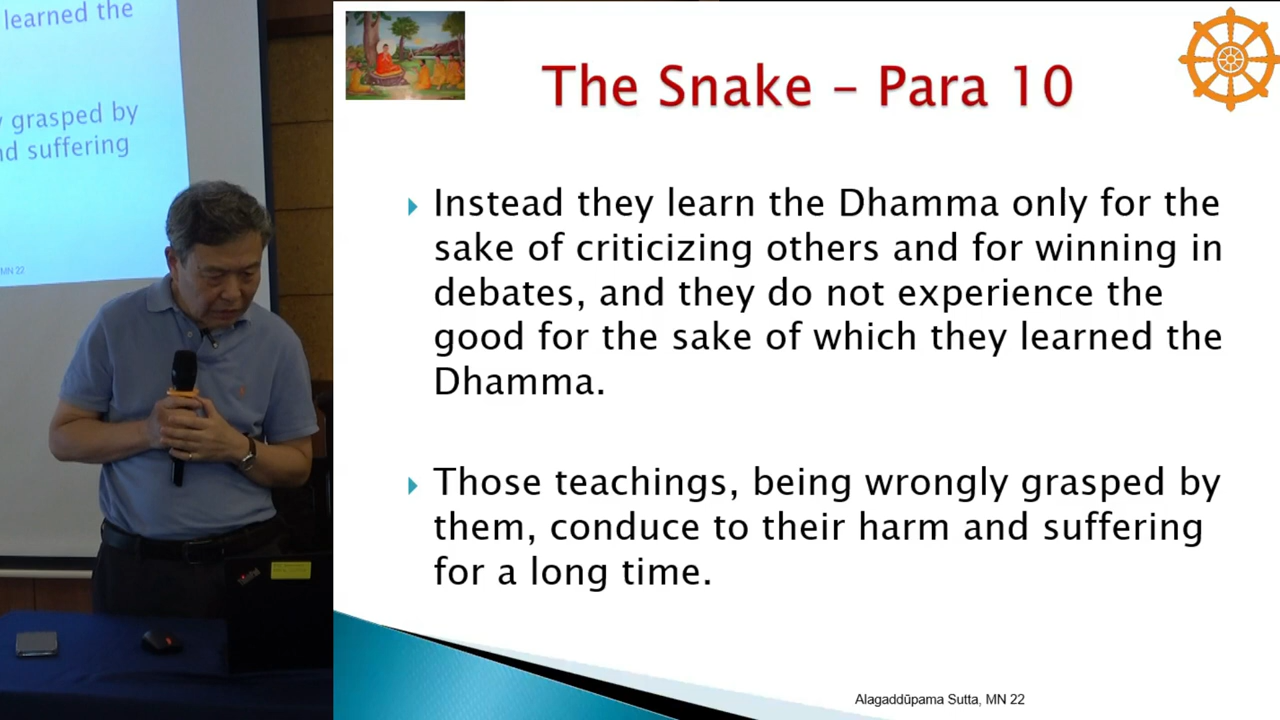 learned the
grasped by
nd suffering
MN 22
The Snake – Para 10
Instead they learn the Dhamma only for the
sake of criticizing others and for winning in
debates, and they do not experience the
good for the sake of which they learned the
Dhamma.
Those teachings, being wrongly grasped by
them, conduce to their harm and suffering
for a long time.
Alagaddūpama Sutta, MN 22